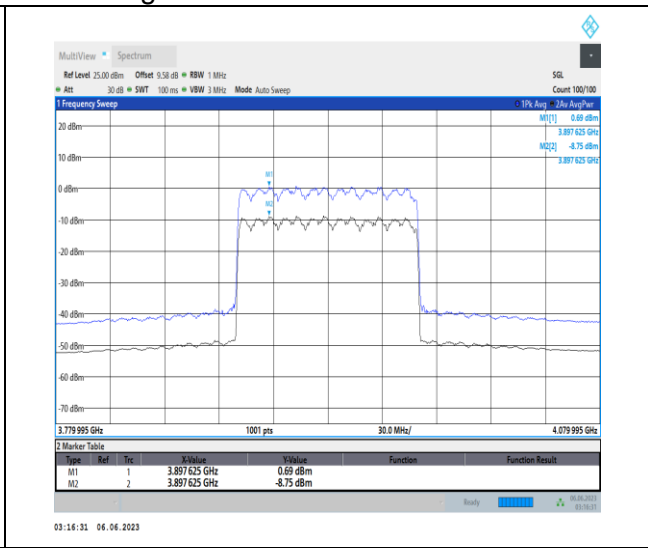 MultiView Spectrum
Ref Level 25.00 dBm Offset 9.58 dB RBW 1 MHz SGL
Att 30 dB SWT 100 ms VBW 3 MHz Mode Auto Sweep Count 100/100
1 Frequency Sweep 1Pk Avg 2Av AvgPwr
M1[1] 0.69 dBm
3.897 625 GHz
M2[2] -8.75 dBm
3.897 625 GHz
20 dBm
10 dBm
M1
0 dBm
M2
-10 dBm
-20 dBm
-30 dBm
-40 dBm
-50 dBm
-60 dBm
-70 dBm
3.779 995 GHz 1001 pts 30.0 MHz/ 4.079 995 GHz
2 Marker Table
Type Ref Trc X-Value Y-Value Function Function Result
M1 1 3.897 625 GHz 0.69 dBm
M2 2 3.897 625 GHz -8.75 dBm
Ready 06.06.2023
03:16:31
03:16:31 06.06.2023